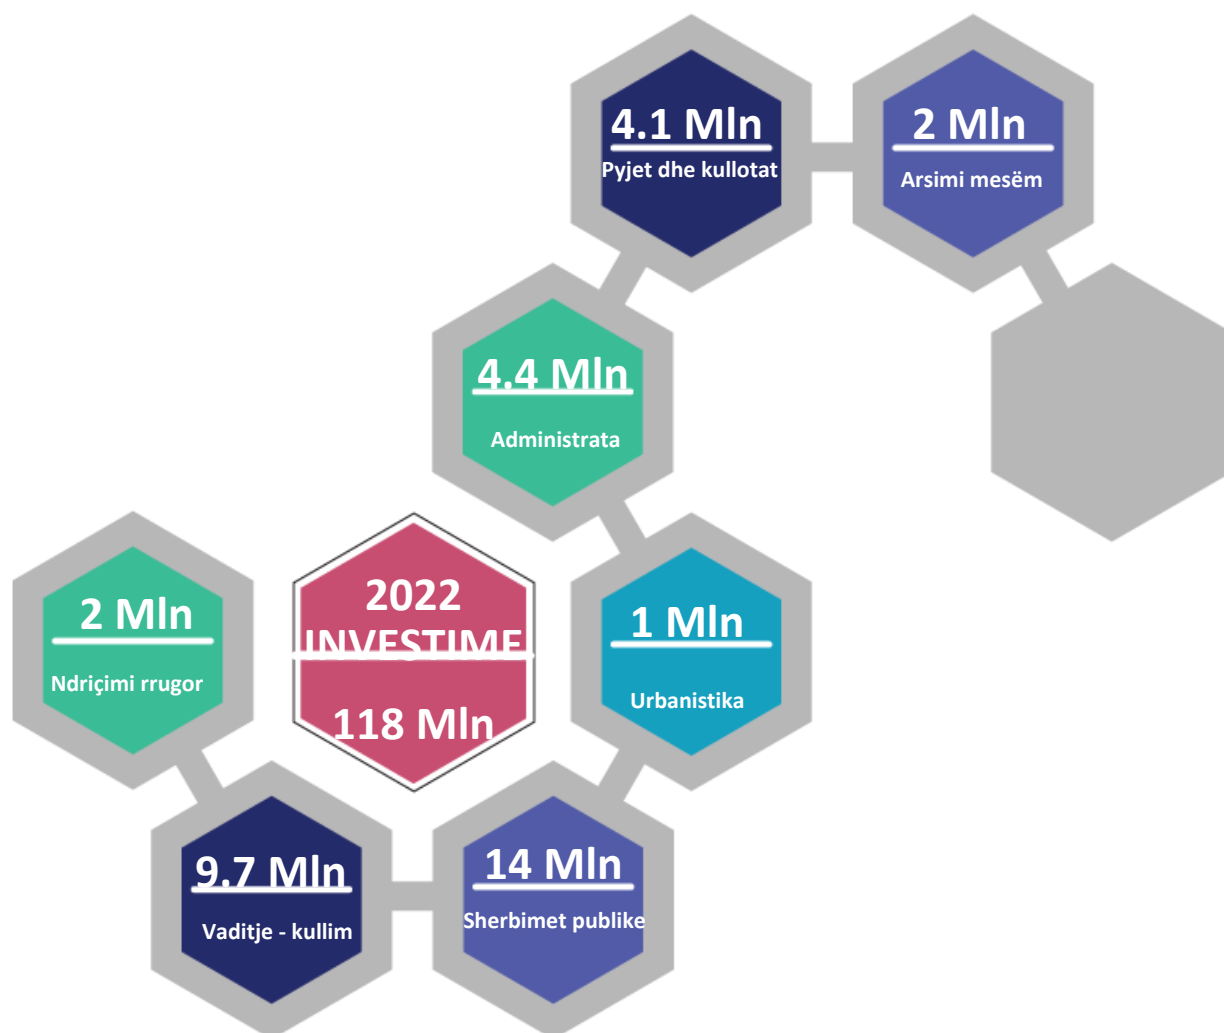 4.1 Mln
Pyjet dhe kullotat
2 Mln
Arsimi mesëm
4.4 Mln
Administrata
2 Mln
Ndriçimi rrugor
2022
INVESTIME
118 Mln
1 Mln
Urbanistika
9.7 Mln
Vaditje - kullim
14 Mln
Sherbimet publike